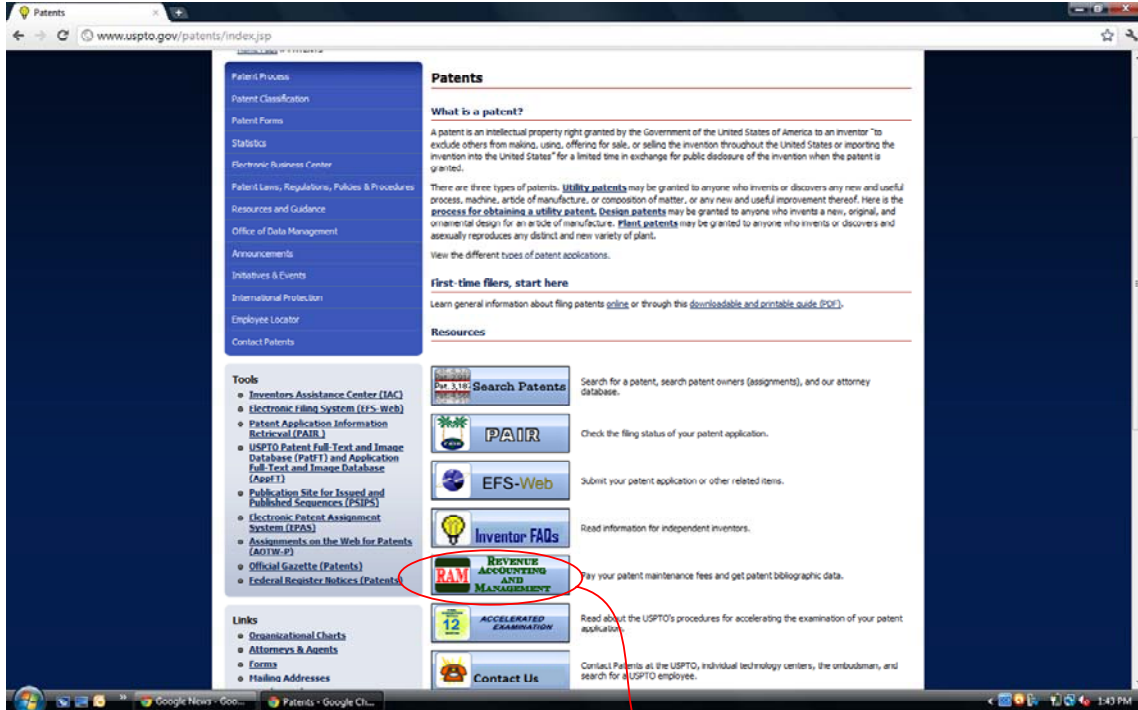 Patents
www.uspto.gov/patents/index.jsp
Patent Process
Patent Classification
Patent Forms
Statistics
Electronic Business Center
Patent Laws, Regulations, Policies & Procedures
Resources and Guidance
Office of Data Management
Announcements
Initiatives & Events
International Protection
Employee Locator
Contact Patents
Tools
Inventors Assistance Center (IAC)
Electronic Filing System (EFS-Web)
Patent Application Information
Retrieval (PAIR )
USPTO Patent Full-Text and Image
Database (PatFT) and Application
Full-Text and Image Database
(AppFT)
Publication Site for Issued and
Published Sequences (PSIPS)
Electronic Patent Assignment
System (EPAS)
Assignments on the Web for Patents
(AOTW-P)
Official Gazette (Patents)
Federal Register Notices (Patents)
Links
Organizational Charts
Attorneys & Agents
Forms
Mailing Addresses
Patents
What is a patent?
A patent is an intellectual property right granted by the Government of the United States of America to an inventor "to
exclude others from making, using, offering for sale, or selling the invention throughout the United States or importing the
invention into the United States" for a limited time in exchange for public disclosure of the invention when the patent is
granted.
There are three types of patents. Utility patents may be granted to anyone who invents or discovers any new and useful
process, machine, article of manufacture, or composition of matter, or any new and useful improvement thereof. Here is the
process for obtaining a utility patent. Design patents may be granted to anyone who invents a new, original, and
ornamental design for an article of manufacture. Plant patents may be granted to anyone who invents or discovers and
asexually reproduces any distinct and new variety of plant.
View the different types of patent applications.
First-time filers, start here
Learn general information about filing patents online or through this downloadable and printable guide (PDF).
Resources
Pat. 3,18 Search Patents
Search for a patent, search patent owners (assignments), and our attorney
database.
PAIR
Check the filing status of your patent application.
EFS-Web
Submit your patent application or other related items.
Inventor FAQs
Read information for independent inventors.
RAM
REVENUE
ACCOUNTING
AND
MANAGEMENT
Pay your patent maintenance fees and get patent bibliographic data.
12
ACCELERATED
EXAMINATION
Read about the USPTO's procedures for accelerating the examination of your patent
application.
Contact Us
Contact Patents at the USPTO, individual technology centers, the ombudsman, and
search for a USPTO employee.
Google News - Goo...
Patents - Google Ch...
1:43 PM